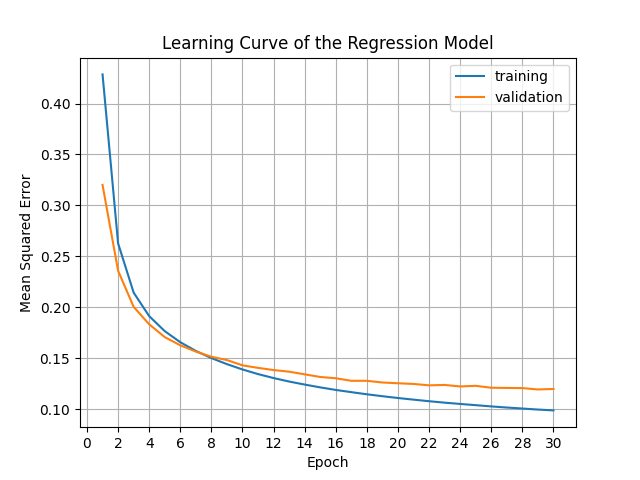 Learning Curve of the Regression Model
training
validation
0.40
0.35
0.30
0.25
0.20
0.15
0.10
Mean Squared Error
0 2 4 6 8 10 12 14 16 18 20 22 24 26 28 30
Epoch